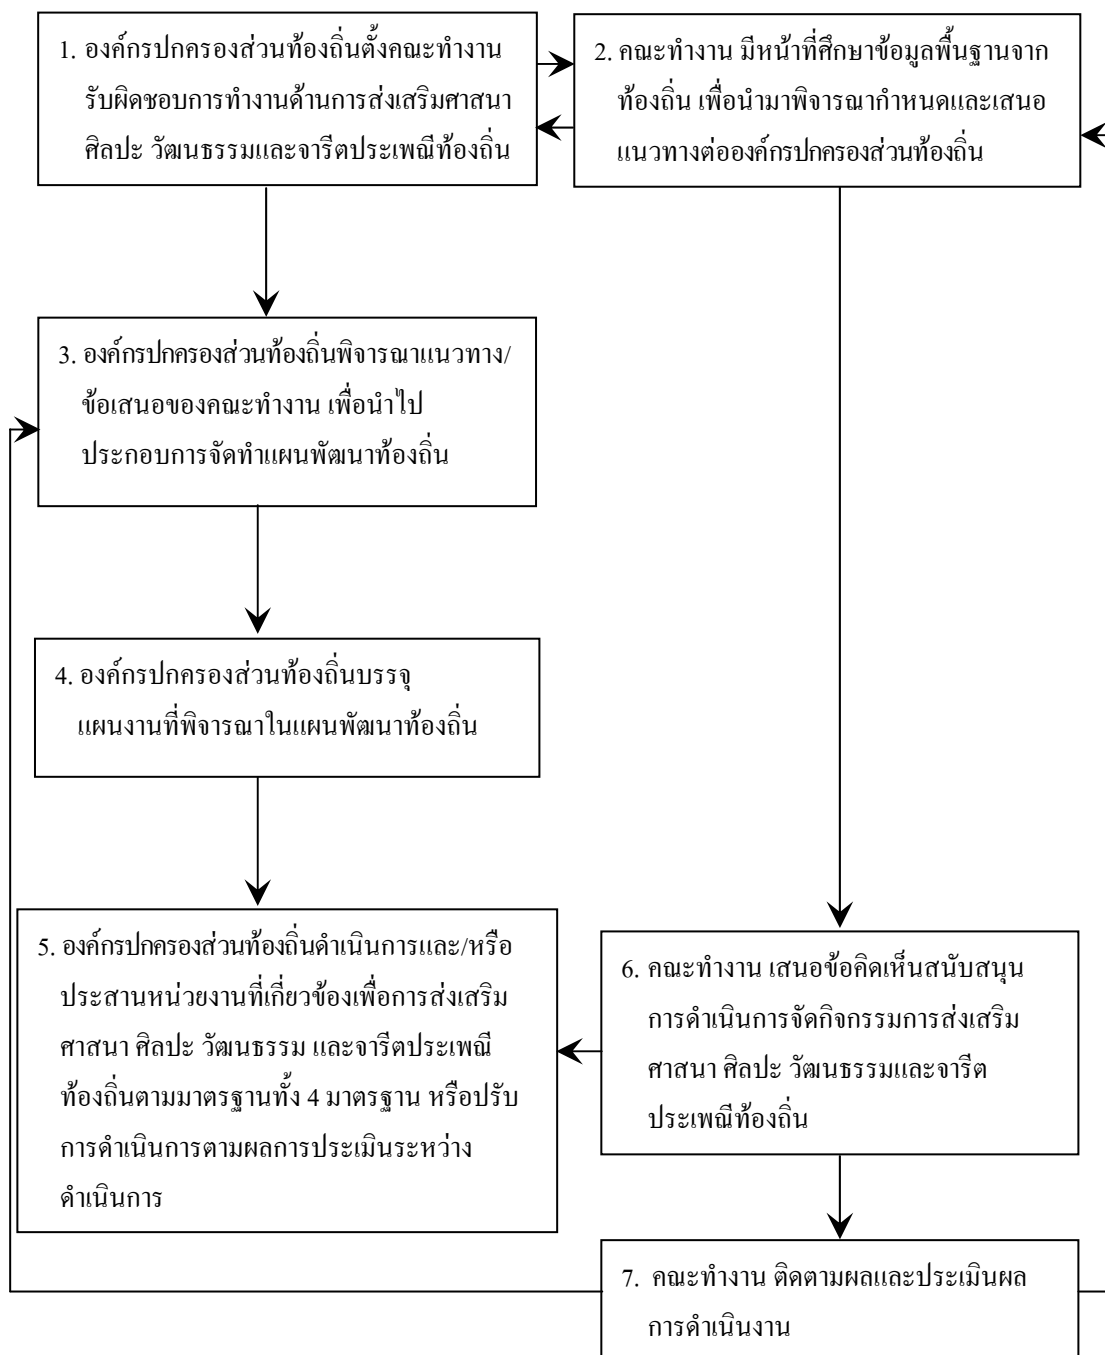 1. องค์กรปกครองส่วนท้องถิ่นตั้งคณะทำงาน
รับผิดชอบการทำงานด้านการส่งเสริมศาสนา
ศิลปะ วัฒนธรรมและจารีตประเพณีท้องถิ่น
2. คณะทำงาน มีหน้าที่ศึกษาข้อมูลพื้นฐานจาก
ท้องถิ่น เพื่อนำมาพิจารณากำหนดและเสนอ
แนวทางต่อองค์กรปกครองส่วนท้องถิ่น
3. องค์กรปกครองส่วนท้องถิ่นพิจารณาแนวทาง/
ข้อเสนอของคณะทำงาน เพื่อนำไป
ประกอบการจัดทำแผนพัฒนาท้องถิ่น
4. องค์กรปกครองส่วนท้องถิ่นบรรจุ
แผนงานที่พิจารณาในแผนพัฒนาท้องถิ่น
5. องค์กรปกครองส่วนท้องถิ่นดำเนินการและ/หรือ
ประสานหน่วยงานที่เกี่ยวข้องเพื่อการส่งเสริม
ศาสนา ศิลปะ วัฒนธรรม และจารีตประเพณี
ท้องถิ่นตามมาตรฐานทั้ง 4 มาตรฐาน หรือปรับ
การดำเนินการตามผลการประเมินระหว่าง
ดำเนินการ
6. คณะทำงาน เสนอข้อคิดเห็นสนับสนุน
การดำเนินการจัดกิจกรรมการส่งเสริม
ศาสนา ศิลปะ วัฒนธรรมและจารีต
ประเพณีท้องถิ่น
7. คณะทำงาน ติดตามผลและประเมินผล
การดำเนินงาน